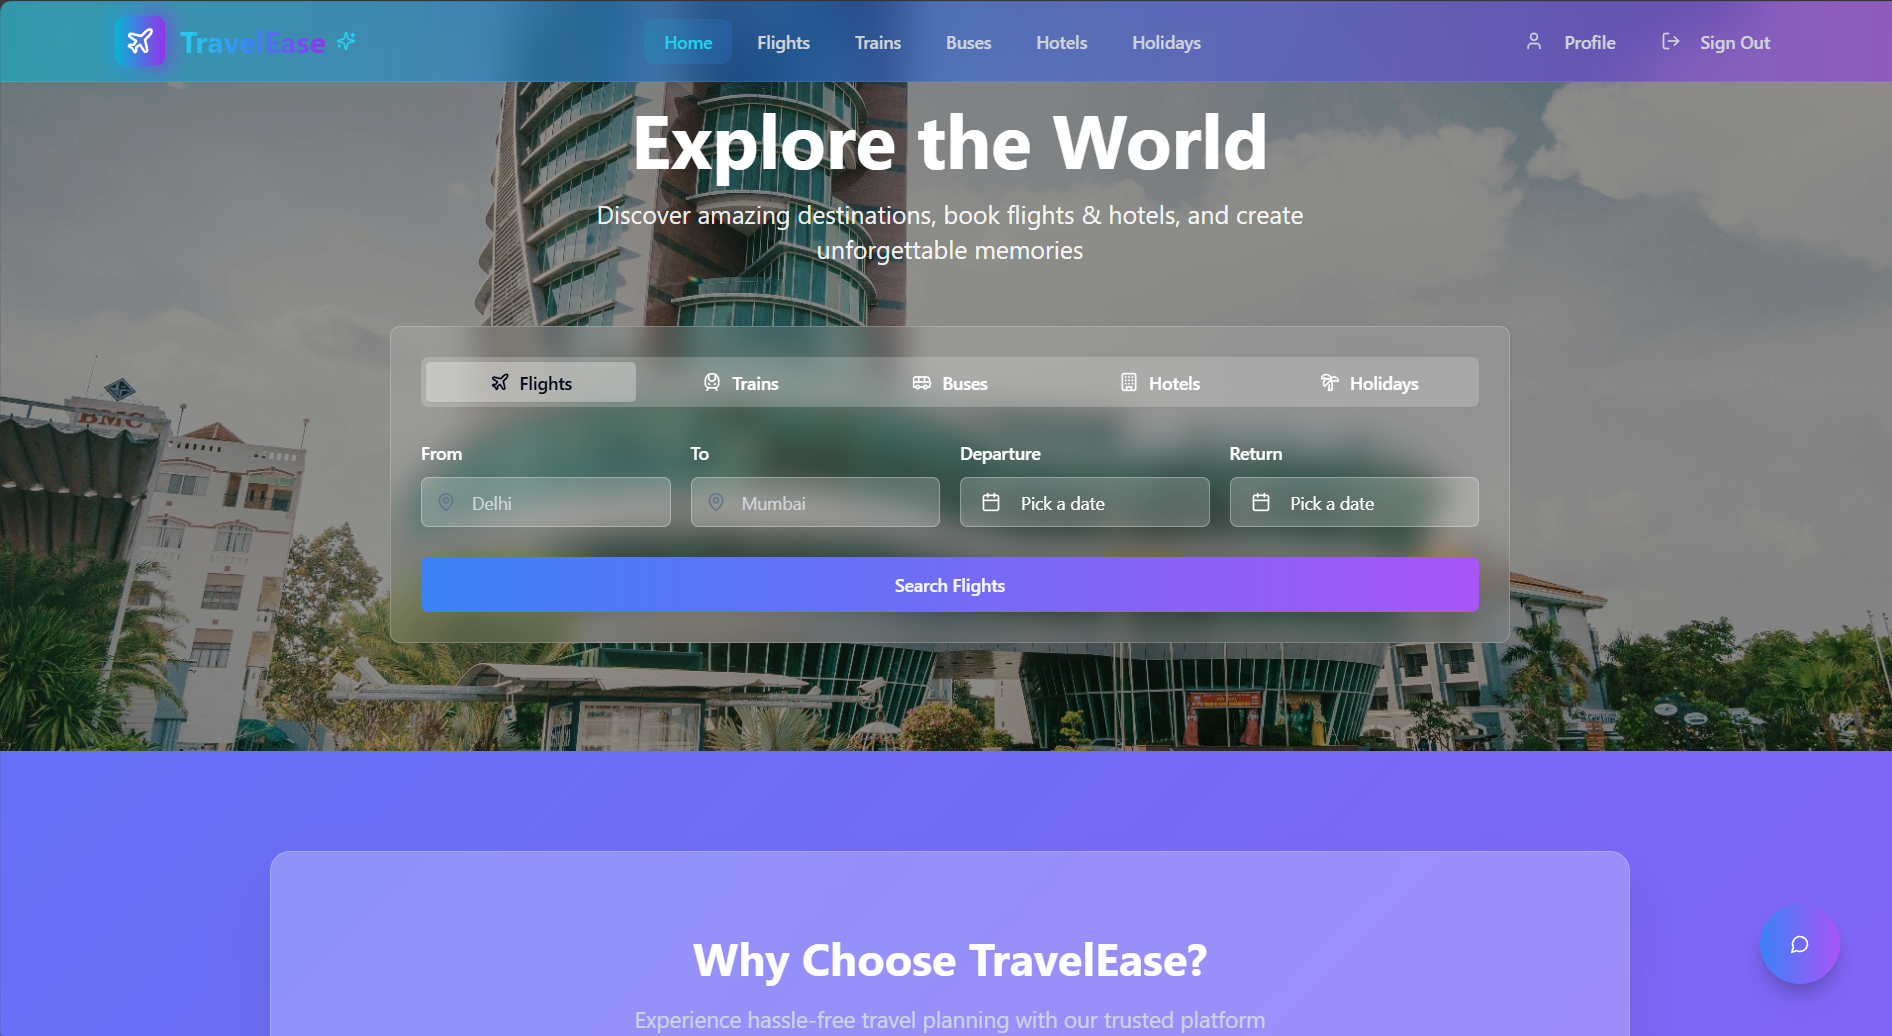 TravelEase
Home Flights Trains Buses Hotels Holidays
Profile Sign Out
Explore the World
Discover amazing destinations, book flights & hotels, and create
unforgettable memories
BMC
Flights Trains Buses Hotels Holidays
From To Departure Return
Delhi Mumbai Pick a date Pick a date
Search Flights
Why Choose TravelEase?
Experience hassle-free travel planning with our trusted platform